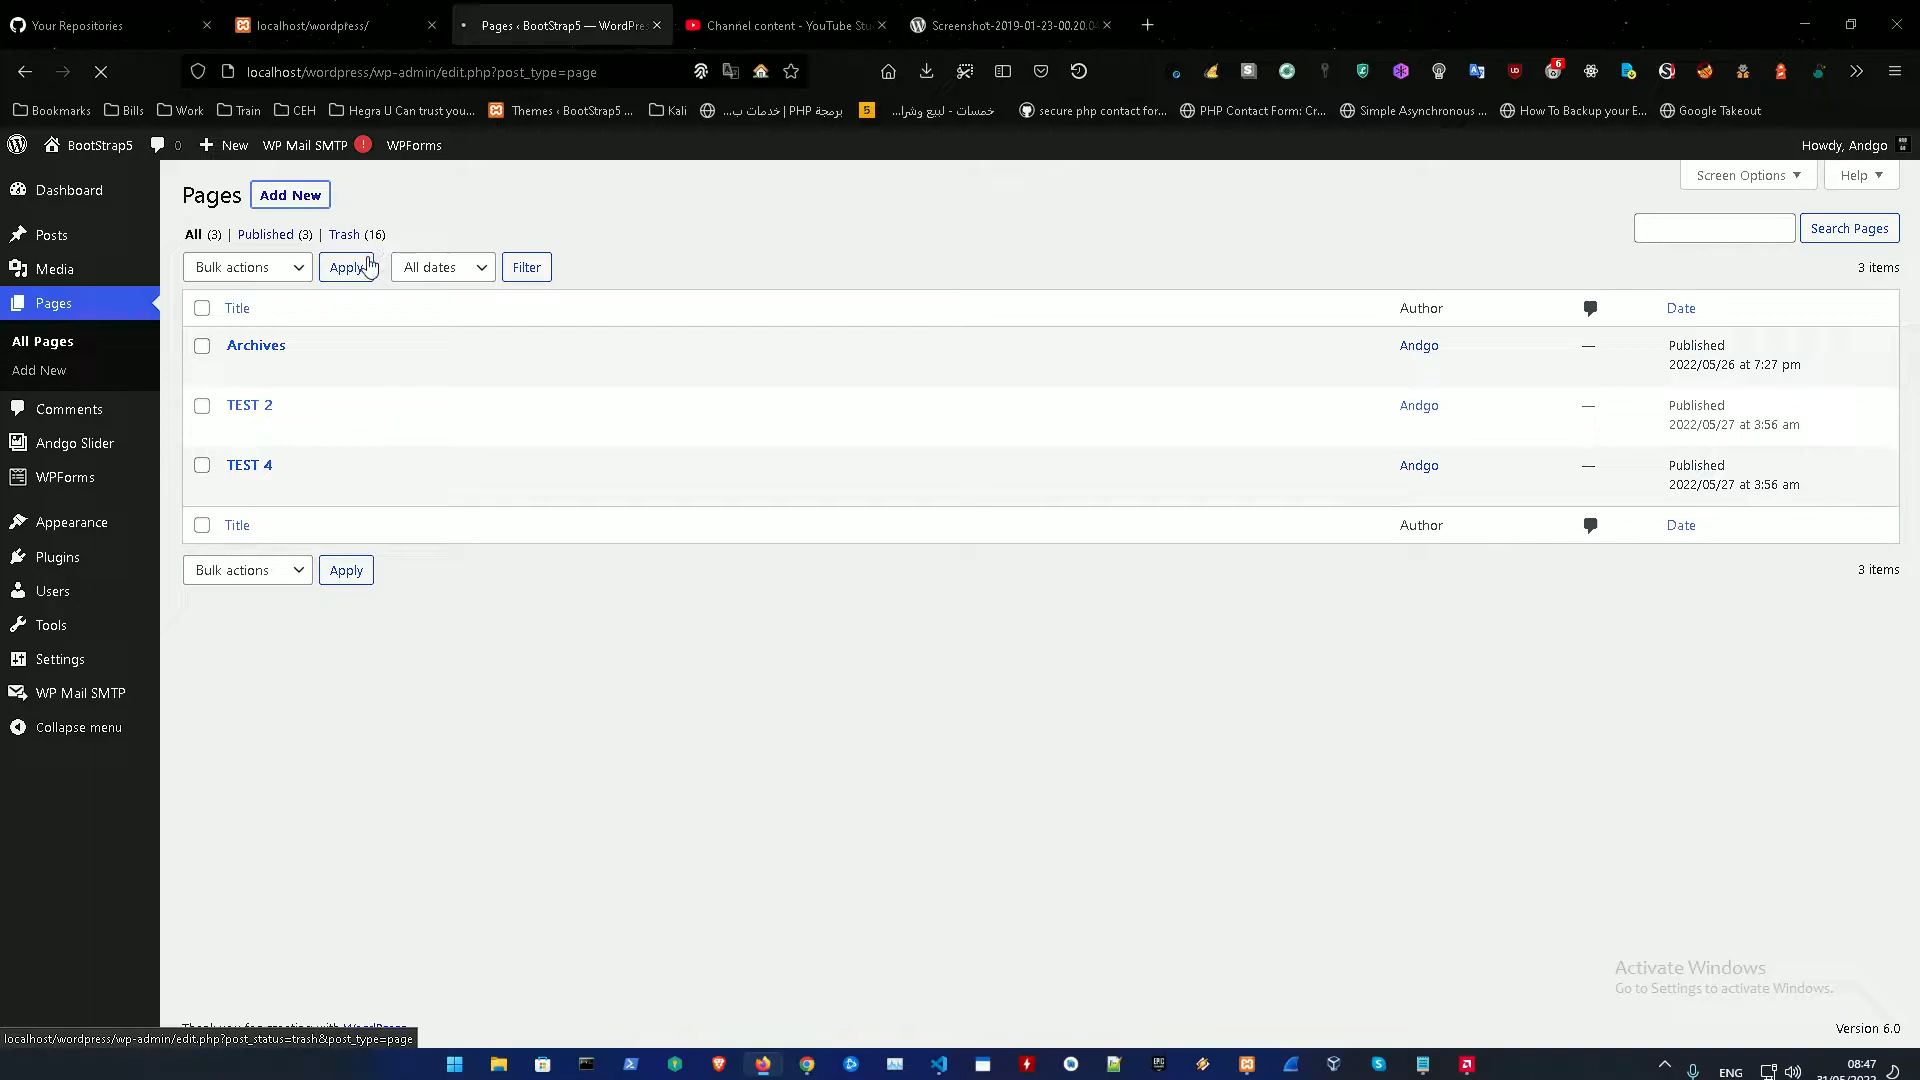 Your Repositories
localhost/wordpress/
Pages ‹ BootStrap5 — WordPre
Channel content - YouTube Stu
Screenshot-2019-01-23-00.20.0
localhost/wordpress/wp-admin/edit.php?post_type=page
6
Bookmarks
Bills
Work
Train
CEH
Hegra U Can trust you...
Themes ‹ BootStrap5 ...
Kali
برمجة PHP | خدمات ب...
5
خمسات - لبيع وشرا...
secure php contact for...
PHP Contact Form: Cr...
Simple Asynchronous ...
How To Backup your E...
Google Takeout
BootStrap5
0
New
WP Mail SMTP !
WPForms
Howdy, Andgo
Dashboard
Posts
Media
Pages
All Pages
Add New
Comments
Andgo Slider
WPForms
Appearance
Plugins
Users
Tools
Settings
WP Mail SMTP
Collapse menu
Screen Options
Help
Pages
Add New
All (3) | Published (3) | Trash (16)
Search Pages
Bulk actions
Apply
All dates
Filter
3 items
Title
Author
Date
Archives
Andgo
—
Published
2022/05/26 at 7:27 pm
TEST 2
Andgo
—
Published
2022/05/27 at 3:56 am
TEST 4
Andgo
—
Published
2022/05/27 at 3:56 am
Title
Author
Date
Bulk actions
Apply
3 items
Activate Windows
Go to Settings to activate Windows.
Version 6.0
localhost/wordpress/wp-admin/edit.php?post_status=trash&post_type=page
ENG
08:47